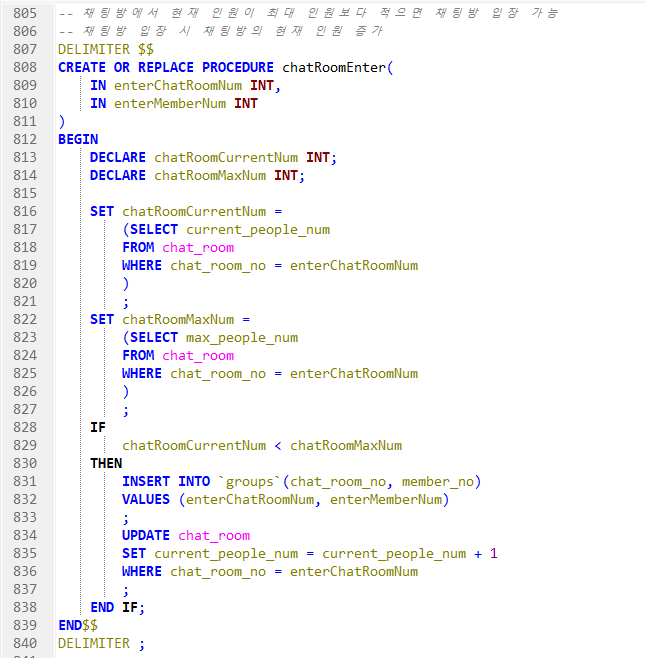 805 -- 채팅방에서 현재 인원이 최대 인원보다 적으면 채팅방 입장 가능
806 -- 채팅방 입장 시 채팅방의 현재 인원 증가
807 DELIMITER $$
808 CREATE OR REPLACE PROCEDURE chatRoomEnter(
809     IN enterChatRoomNum INT,
810     IN enterMemberNum INT
811 )
812 BEGIN
813     DECLARE chatRoomCurrentNum INT;
814     DECLARE chatRoomMaxNum INT;
815
816     SET chatRoomCurrentNum =
817         (SELECT current_people_num
818         FROM chat_room
819         WHERE chat_room_no = enterChatRoomNum
820         )
821         ;
822     SET chatRoomMaxNum =
823         (SELECT max_people_num
824         FROM chat_room
825         WHERE chat_room_no = enterChatRoomNum
826         )
827         ;
828     IF
829         chatRoomCurrentNum < chatRoomMaxNum
830     THEN
831         INSERT INTO `groups`(chat_room_no, member_no)
832         VALUES (enterChatRoomNum, enterMemberNum)
833         ;
834         UPDATE chat_room
835         SET current_people_num = current_people_num + 1
836         WHERE chat_room_no = enterChatRoomNum
837         ;
838     END IF;
839 END$$
840 DELIMITER ;